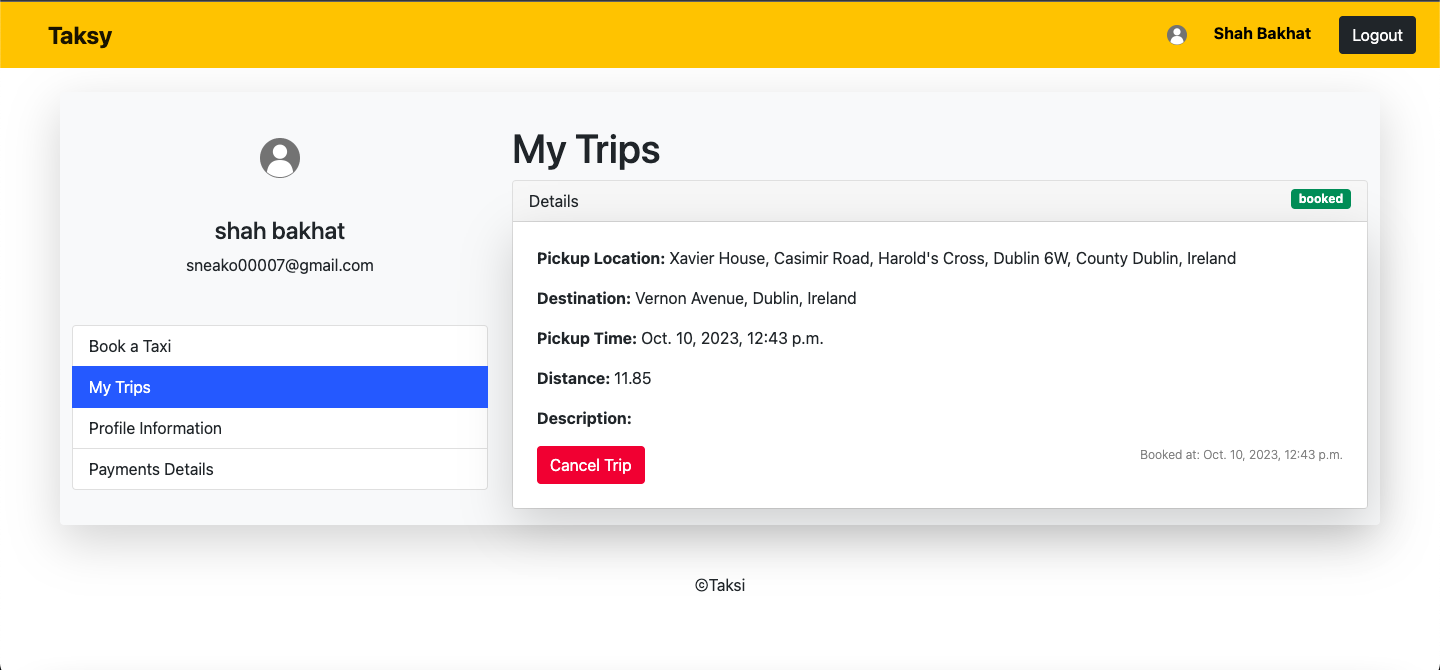 Taksy
Shah Bakhat
Logout
shah bakhat
sneako00007@gmail.com
Book a Taxi
My Trips
Profile Information
Payments Details
My Trips
Details
booked
Pickup Location: Xavier House, Casimir Road, Harold's Cross, Dublin 6W, County Dublin, Ireland
Destination: Vernon Avenue, Dublin, Ireland
Pickup Time: Oct. 10, 2023, 12:43 p.m.
Distance: 11.85
Description:
Cancel Trip
Booked at: Oct. 10, 2023, 12:43 p.m.
©Taksi